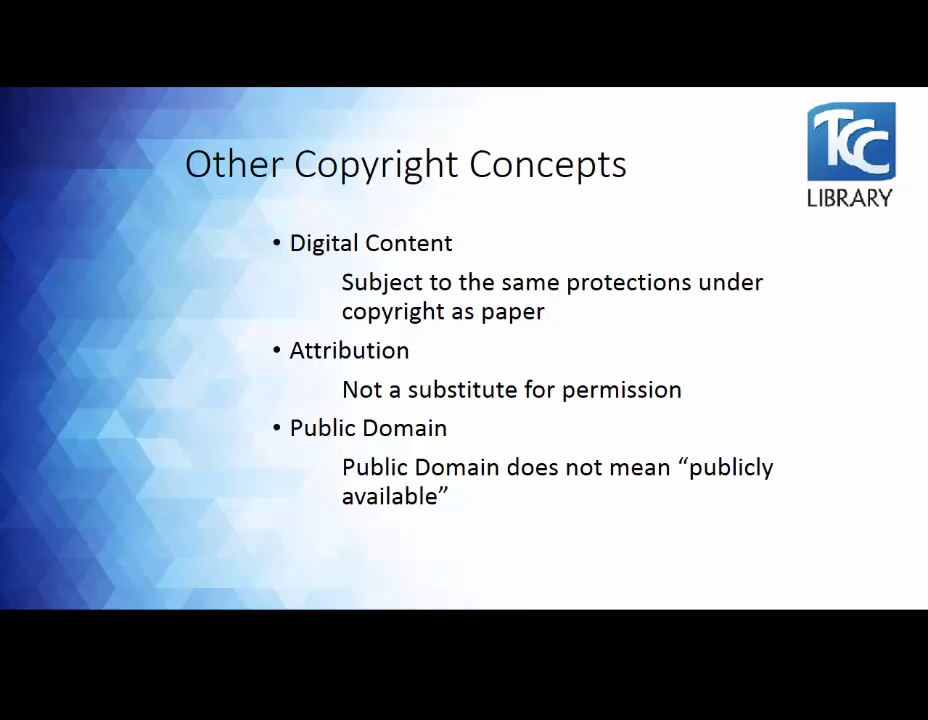 Other Copyright Concepts
TCC
LIBRARY
• Digital Content
Subject to the same protections under
copyright as paper
• Attribution
Not a substitute for permission
• Public Domain
Public Domain does not mean “publicly
available”